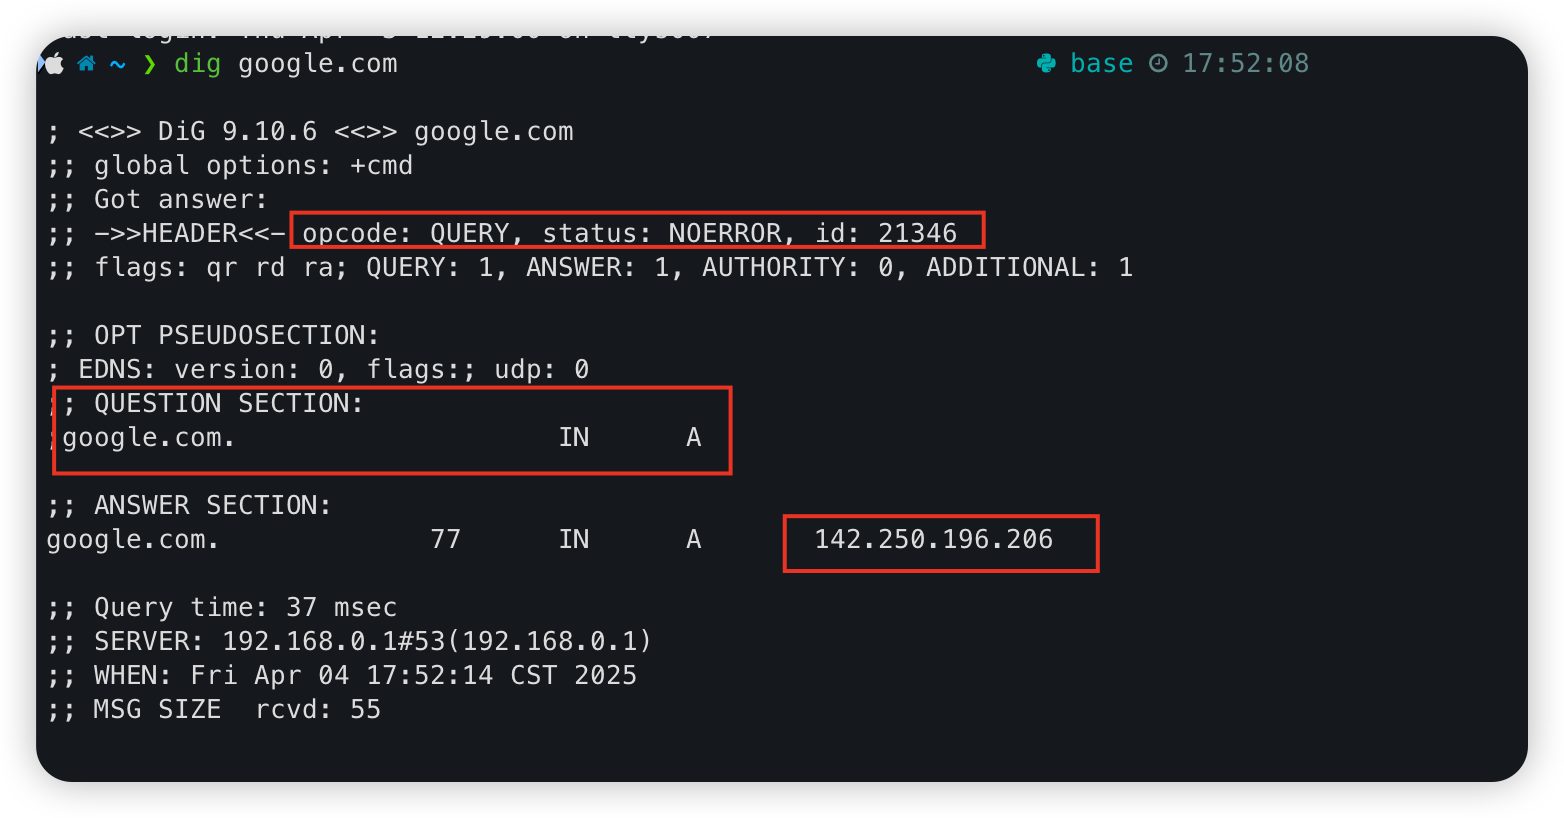 ~ ❯ dig google.com base 17:52:08
; <<>> DiG 9.10.6 <<>> google.com
;; global options: +cmd
;; Got answer:
;; ->>HEADER<<- opcode: QUERY, status: NOERROR, id: 21346
;; flags: qr rd ra; QUERY: 1, ANSWER: 1, AUTHORITY: 0, ADDITIONAL: 1
;; OPT PSEUDOSECTION:
; EDNS: version: 0, flags:; udp: 0
;; QUESTION SECTION:
;google.com. IN A
;; ANSWER SECTION:
google.com. 77 IN A 142.250.196.206
;; Query time: 37 msec
;; SERVER: 192.168.0.1#53(192.168.0.1)
;; WHEN: Fri Apr 04 17:52:14 CST 2025
;; MSG SIZE rcvd: 55